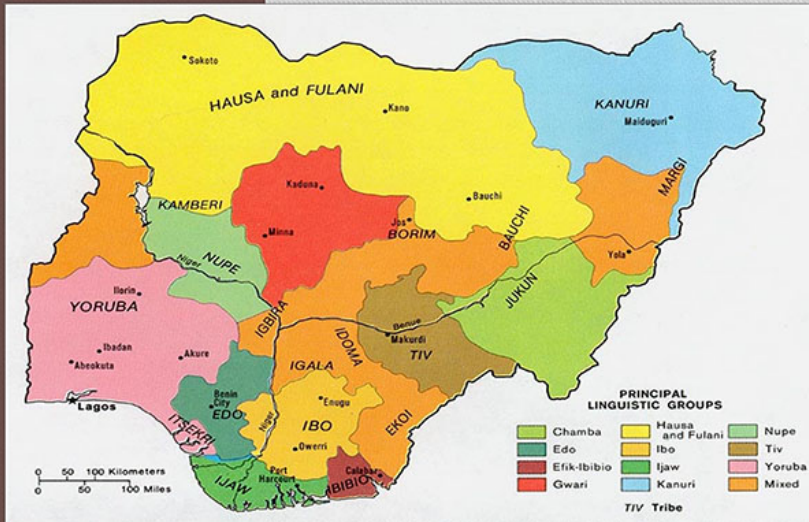 Sokoto
HAUSA and FULANI
Kano
KANURI
Maiduguri
MARGI
Kaduna
KAMBERI
Bauchi
Jos
BORIM
BAUCHI
Minna
NUPE
Niger
Yola
JUKUN
Ilorin
YORUBA
IGBIRA
Benue
Makurdi
TIV
IDOMA
Ibadan
Abeokuta
Akure
IGALA
Lagos
Benin
City
EDO
Enugu
IBO
Niger
EKOI
ITSEKRI
Owerri
Port
Harcourt
Calabar
IJAW
IBIBIO
0 50 100 Kilometers
0 50 100 Miles
PRINCIPAL
LINGUISTIC GROUPS
Chamba
Edo
Efik-Ibibio
Gwari
Hausa
and Fulani
Ibo
Ijaw
Kanuri
Nupe
Tiv
Yoruba
Mixed
TIV Tribe